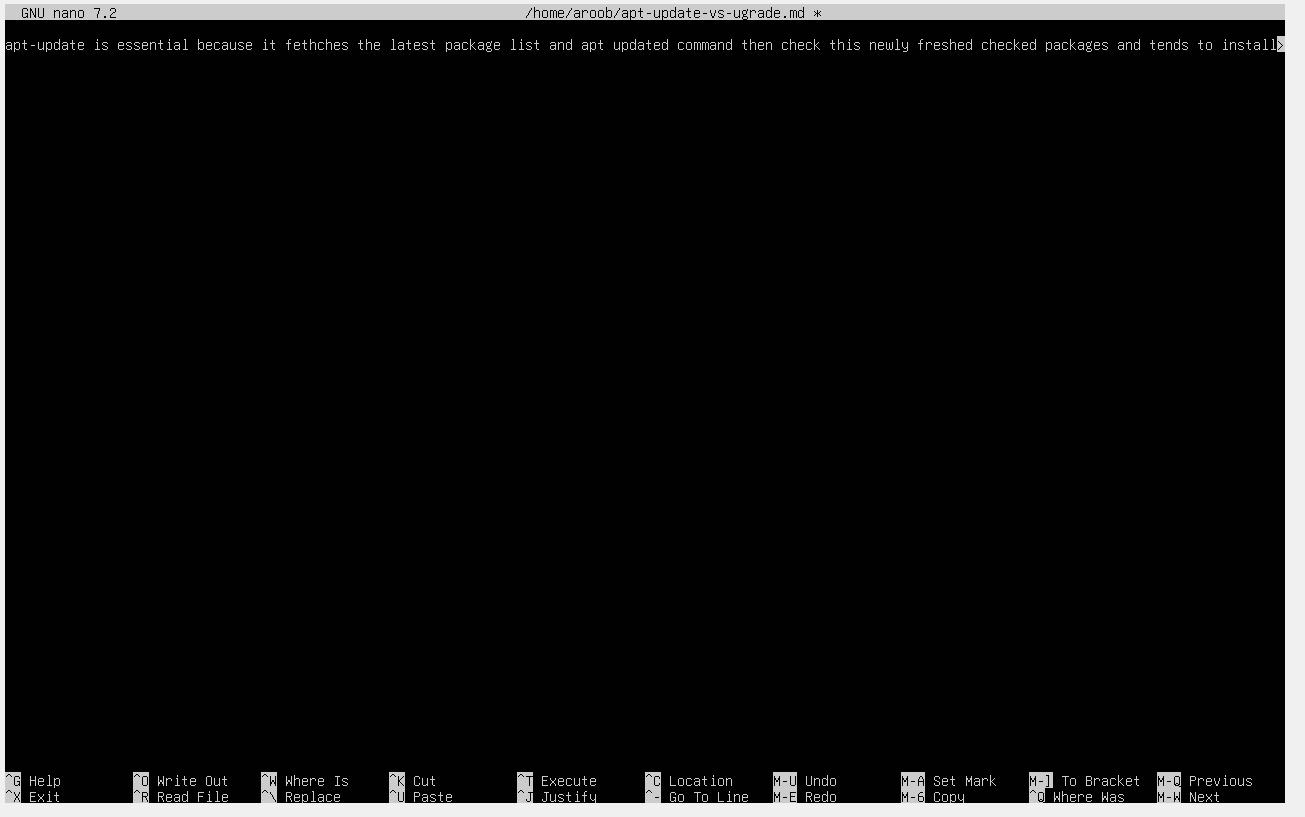 GNU nano 7.2 /home/aroob/apt-update-vs-ugrade.md *
apt-update is essential because it fethches the latest package list and apt updated command then check this newly freshed checked packages and tends to install>
^G Help ^O Write Out ^W Where Is ^K Cut ^T Execute ^C Location M-U Undo M-A Set Mark M-] To Bracket M-Q Previous
^X Exit ^R Read File ^\ Replace ^U Paste ^J Justify ^- Go To Line M-E Redo M-6 Copy ^Q Where Was M-W Next